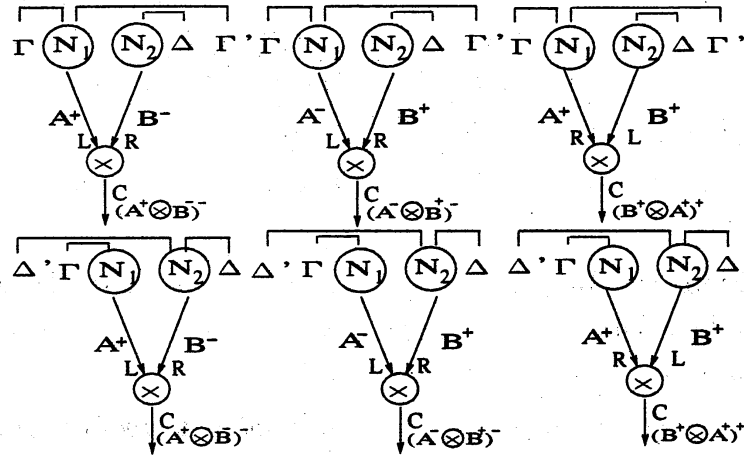 Γ N₁ N₂ Δ Γ' Γ N₁ N₂ Δ Γ' Γ N₁ N₂ Δ Γ'
A⁺ B⁻ A⁻ B⁺ A⁺ B⁺
L R L R R L
⊗ ⊗ ⊗
C C C
(A⁺⊗B⁻)⁻ (A⁻⊗B⁺)⁻ (B⁺⊗A⁺)⁺
Δ' Γ N₁ N₂ Δ Δ' Γ N₁ N₂ Δ Δ' Γ N₁ N₂ Δ
A⁺ B⁻ A⁻ B⁺ A⁺ B⁺
L R L R R L
⊗ ⊗ ⊗
C C C
(A⁺⊗B⁻)⁻ (A⁻⊗B⁺)⁻ (B⁺⊗A⁺)⁺